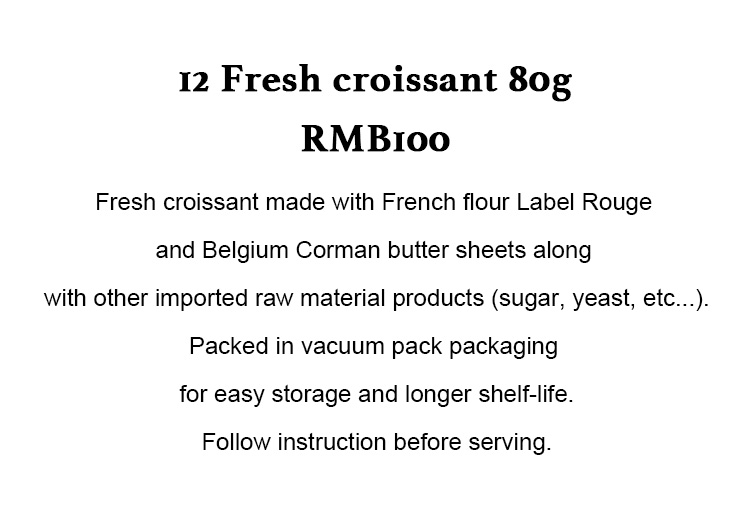 12 Fresh croissant 80g
RMB100
Fresh croissant made with French flour Label Rouge
and Belgium Corman butter sheets along
with other imported raw material products (sugar, yeast, etc...).
Packed in vacuum pack packaging
for easy storage and longer shelf-life.
Follow instruction before serving.